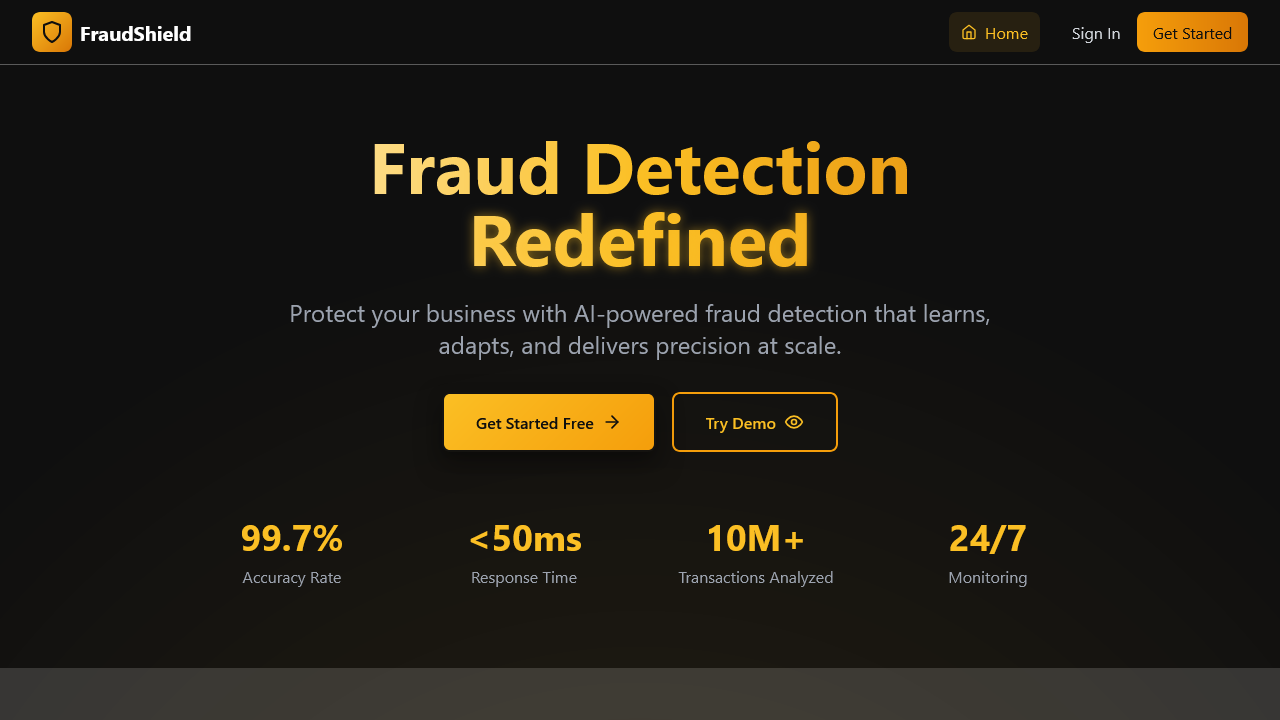 FraudShield
Home
Sign In
Get Started
Fraud Detection
Redefined
Protect your business with AI-powered fraud detection that learns,
adapts, and delivers precision at scale.
Get Started Free
Try Demo
99.7%
Accuracy Rate
<50ms
Response Time
10M+
Transactions Analyzed
24/7
Monitoring